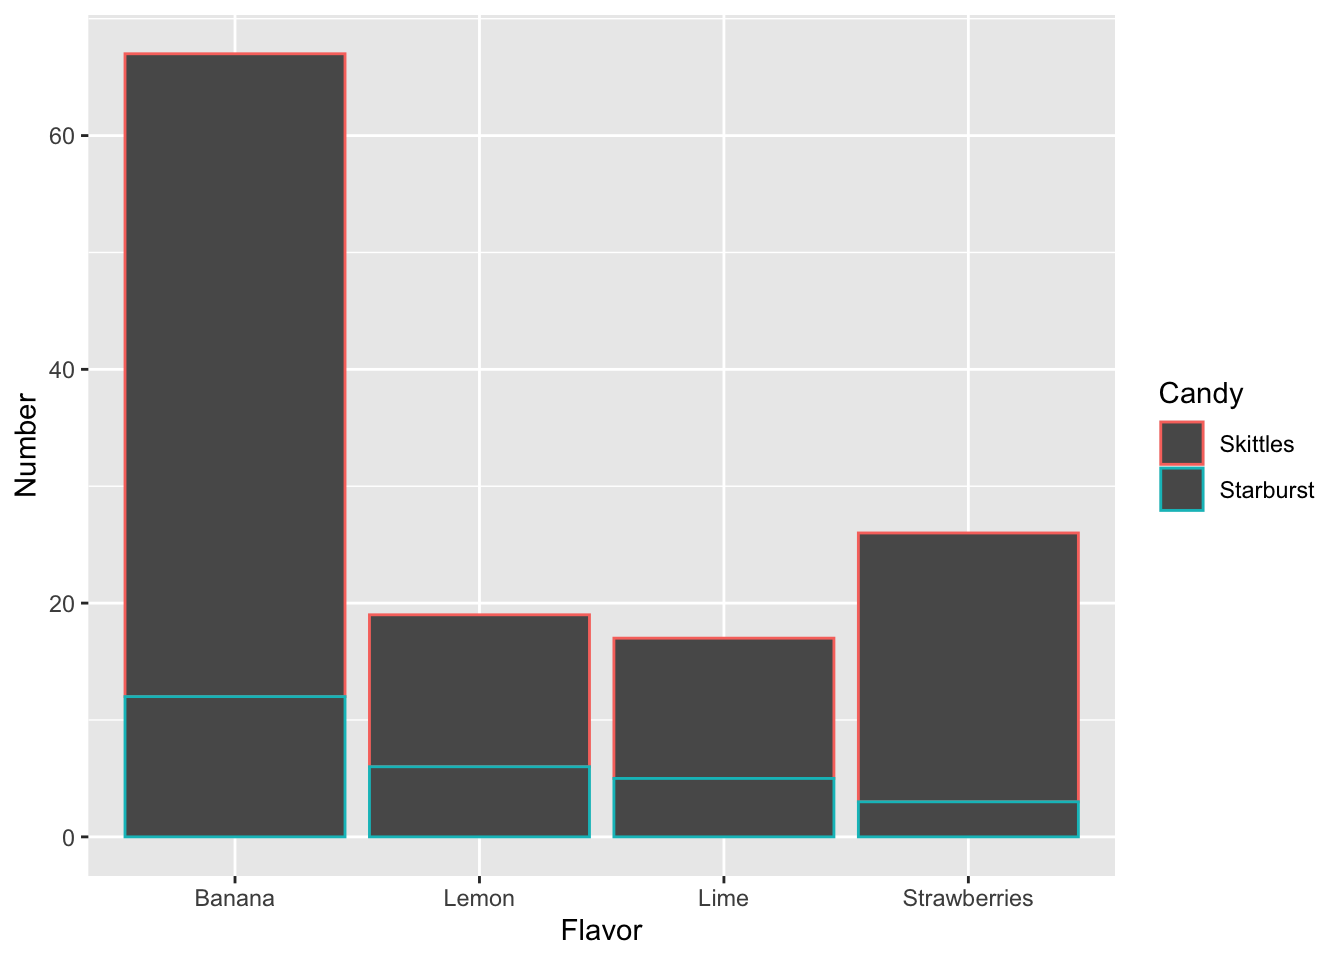 60
40
20
0
Number
Banana
Lemon
Lime
Strawberries
Flavor
Candy
Skittles
Starburst